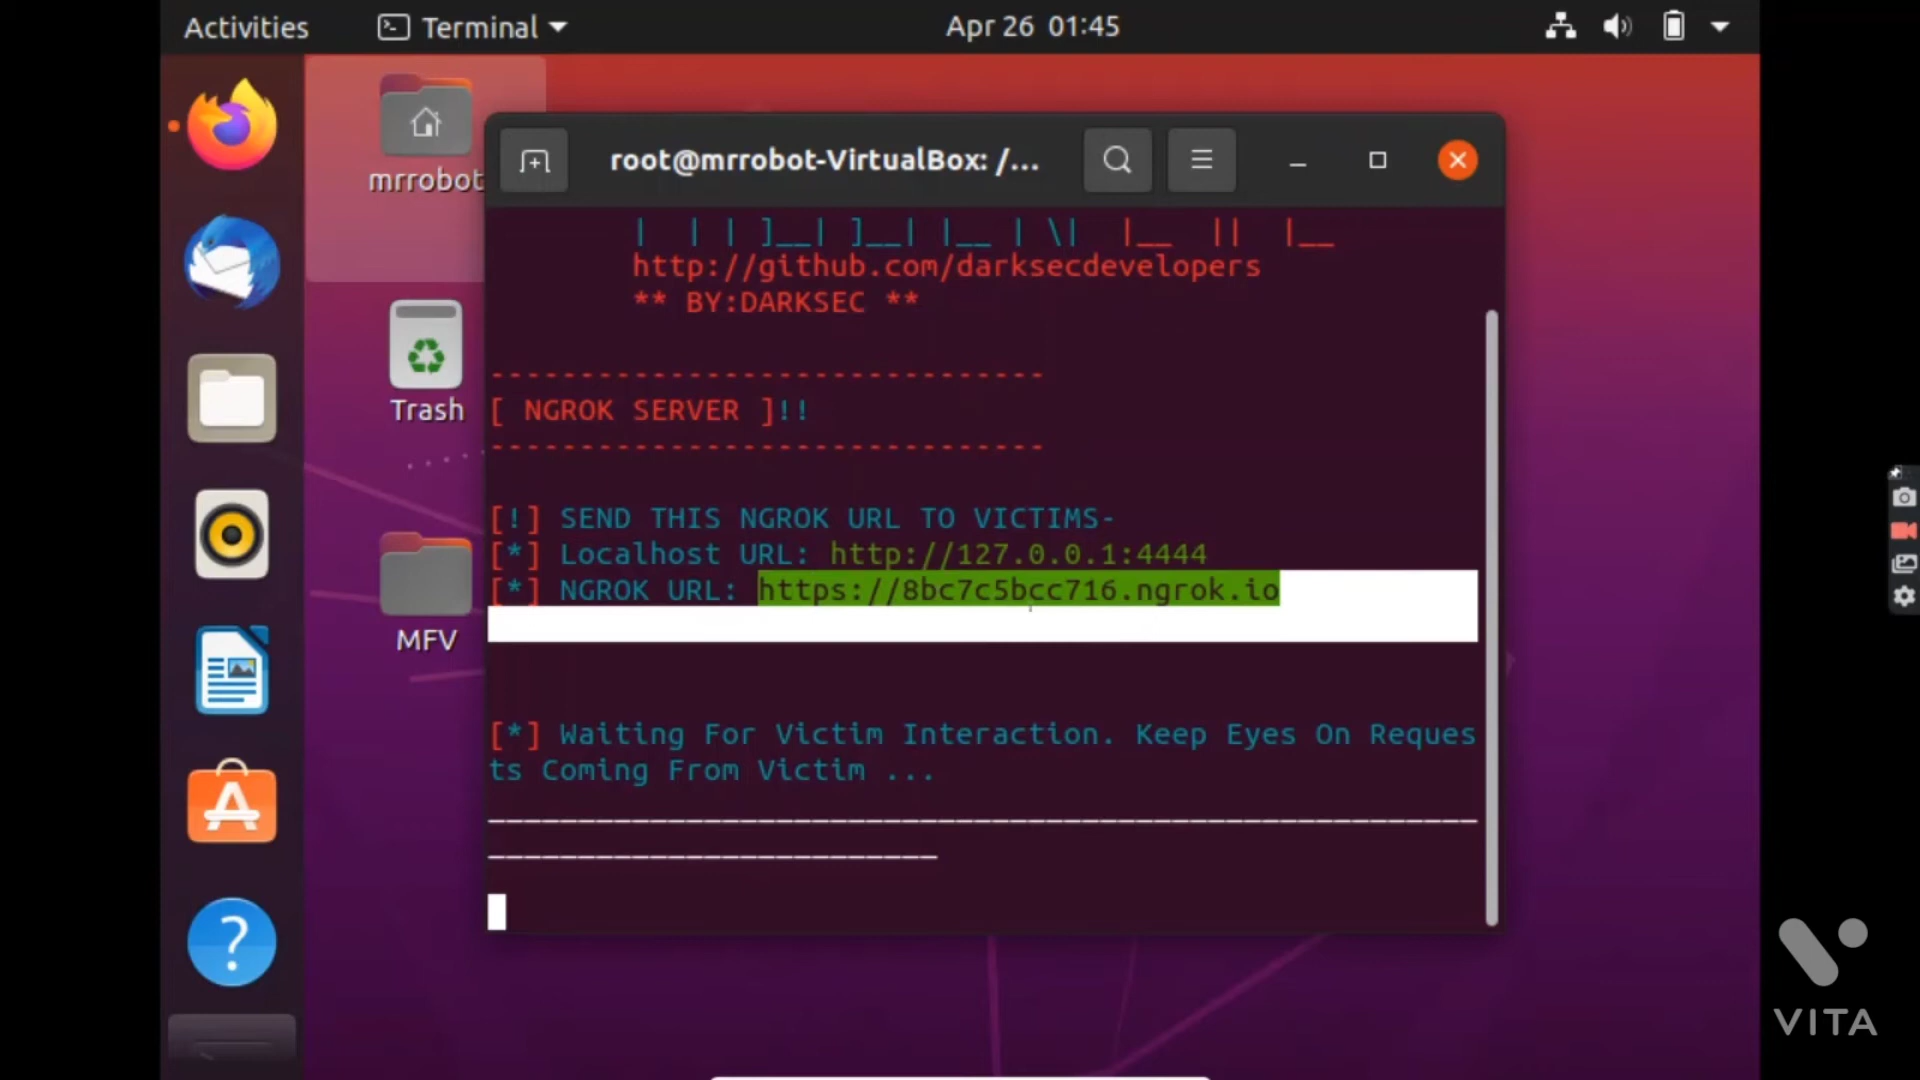 Activities
Terminal
Apr 26 01:45
mrrobot
Trash
MFV
root@mrrobot-VirtualBox: /...
http://github.com/darksecdevelopers
** BY:DARKSEC **
-------------------------------
[ NGROK SERVER ]!!
-------------------------------
[!] SEND THIS NGROK URL TO VICTIMS-
[*] Localhost URL: http://127.0.0.1:4444
[*] NGROK URL: https://8bc7c5bcc716.ngrok.io
[*] Waiting For Victim Interaction. Keep Eyes On Reques
ts Coming From Victim ...
VITA